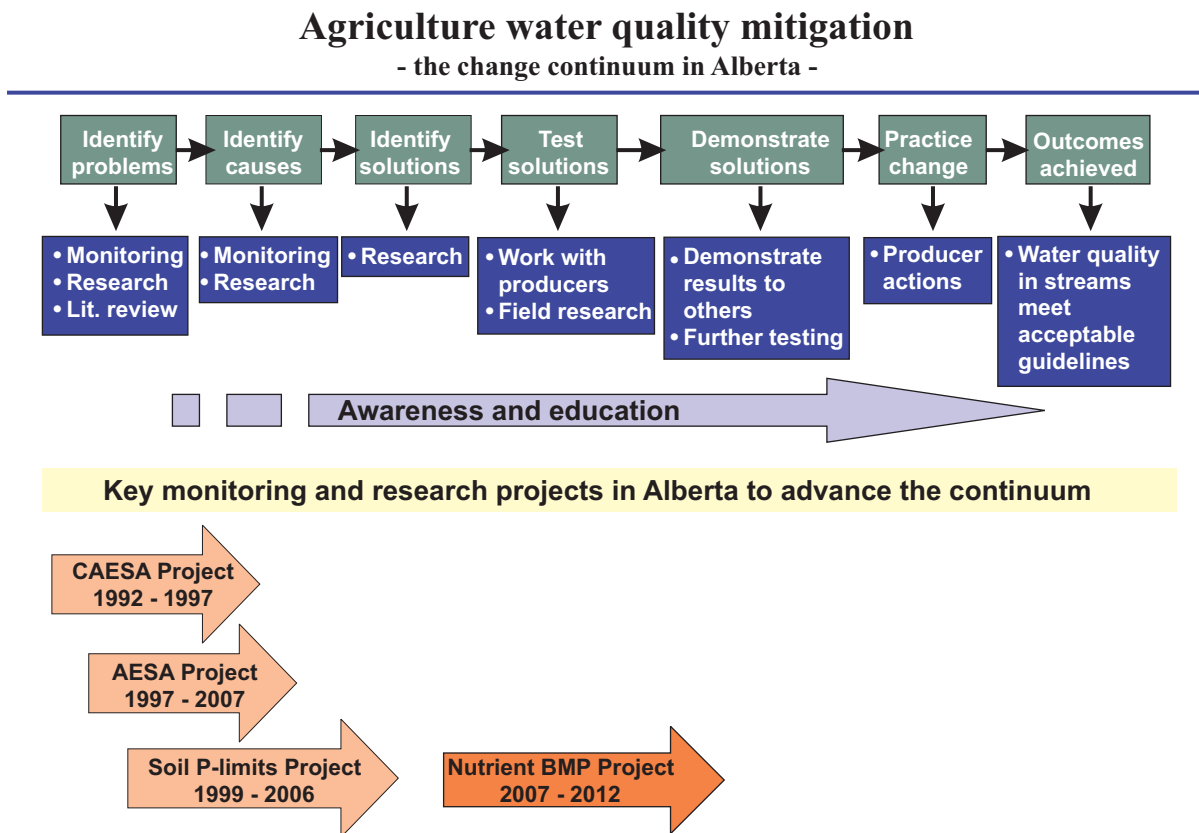 Agriculture water quality mitigation
- the change continuum in Alberta -
Identify
problems
Identify
causes
Identify
solutions
Test
solutions
Demonstrate
solutions
Practice
change
Outcomes
achieved
• Monitoring
• Research
• Lit. review
• Monitoring
• Research
• Research
• Work with
producers
• Field research
• Demonstrate
results to
others
• Further testing
• Producer
actions
• Water quality
in streams
meet
acceptable
guidelines
Awareness and education
Key monitoring and research projects in Alberta to advance the continuum
CAESA Project
1992 - 1997
AESA Project
1997 - 2007
Soil P-limits Project
1999 - 2006
Nutrient BMP Project
2007 - 2012